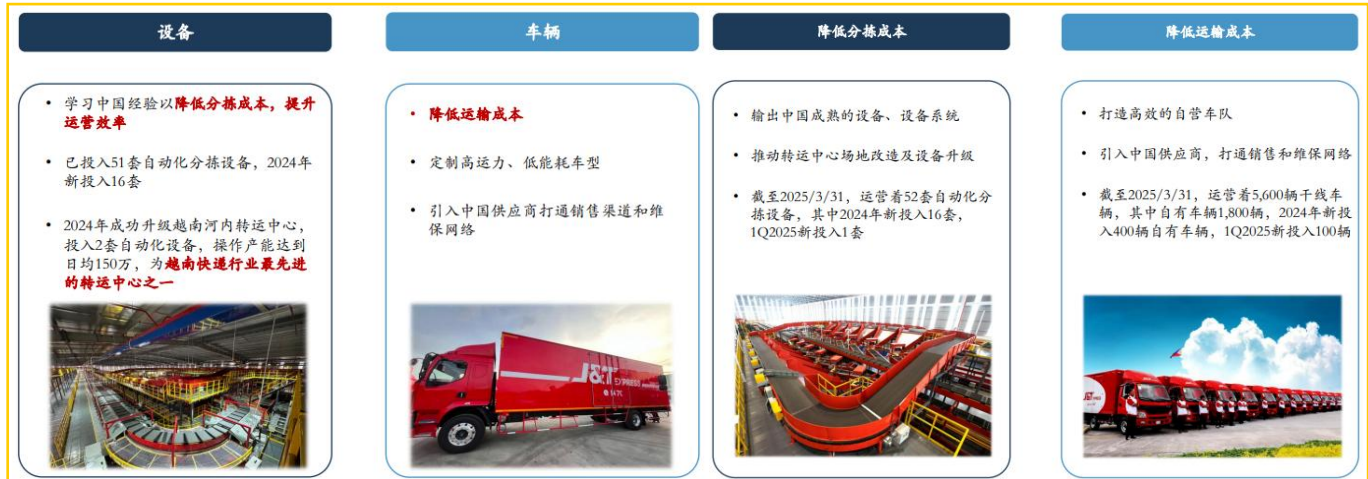 设备
学习中国经验以降低分拣成本，提升
运营效率
已投入51套自动化分拣设备，2024年
新投入16套
2024年成功升级越南河内转运中心，
投入2套自动化设备，操作产能达到
日均150万，为越南快递行业最先进
的转运中心之一
车辆
降低运输成本
定制高运力、低能耗车型
引入中国供应商打通销售渠道和维
保网络
J&T EXPRESS
降低分拣成本
输出中国成熟的设备、设备系统
推动转运中心场地改造及设备升级
截至2025/3/31，运营着52套自动化分
拣设备，其中2024年新投入16套，
1Q2025新投入1套
降低运输成本
打造高效的自营车队
引入中国供应商，打通销售和维保网络
截至2025/3/31，运营着5,600辆干线车
辆，其中自有车辆1,800辆，2024年新投
入400辆自有车辆，1Q2025新投入100辆
J&T